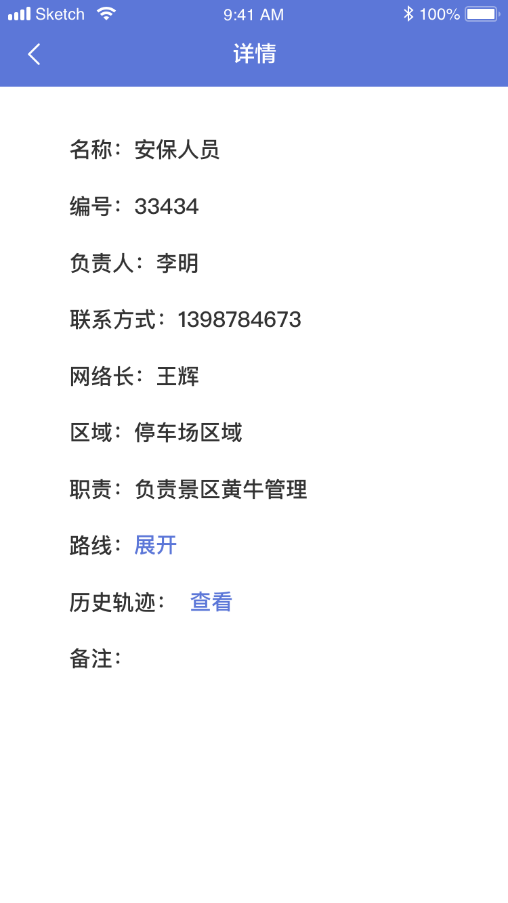 Sketch 9:41 AM 100%
详情
名称：安保人员
编号：33434
负责人：李明
联系方式：1398784673
网络长：王辉
区域：停车场区域
职责：负责景区黄牛管理
路线：展开
历史轨迹： 查看
备注：